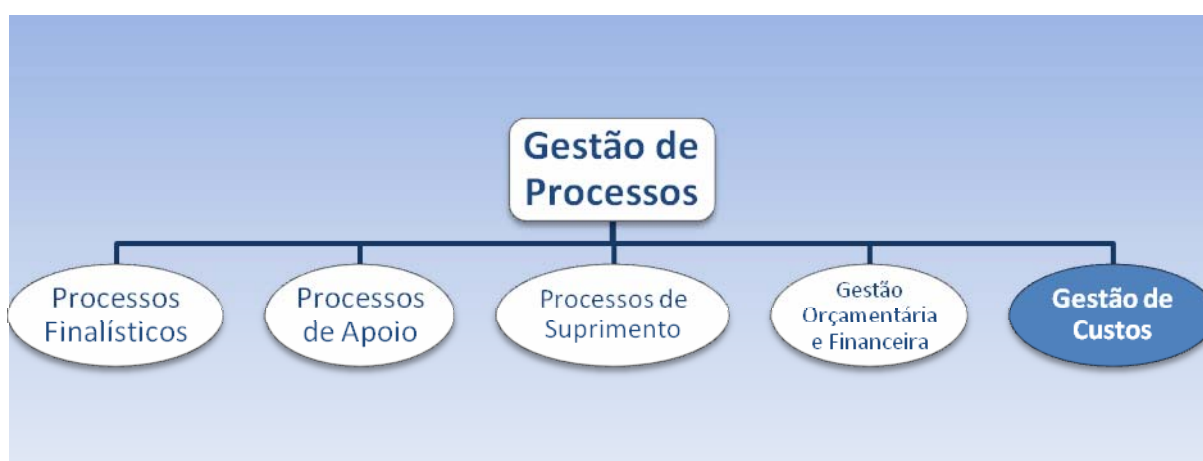 Gestão de
Processos
Processos
Finalísticos
Processos
de Apoio
Processos de
Suprimento
Gestão
Orçamentária
e Financeira
Gestão de
Custos